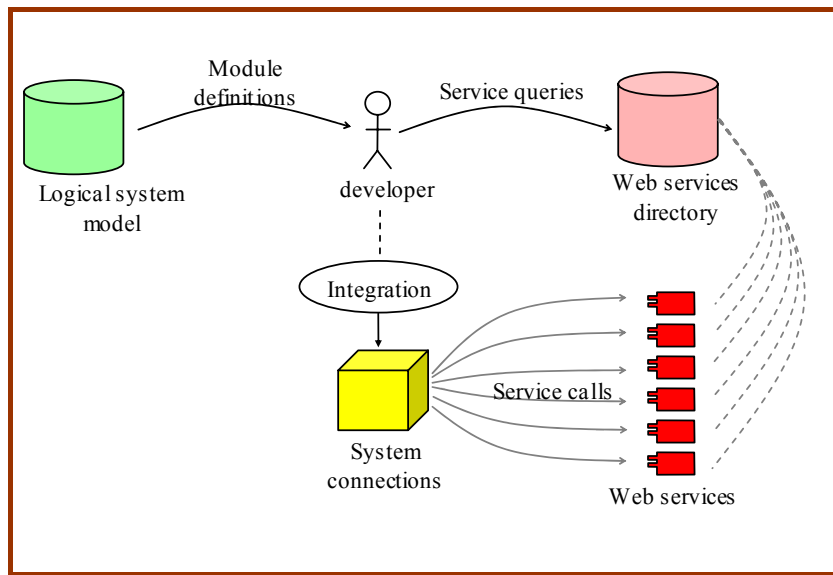 Module
definitions
Service queries
Logical system
model
developer
Web services
directory
Integration
Service calls
System
connections
Web services